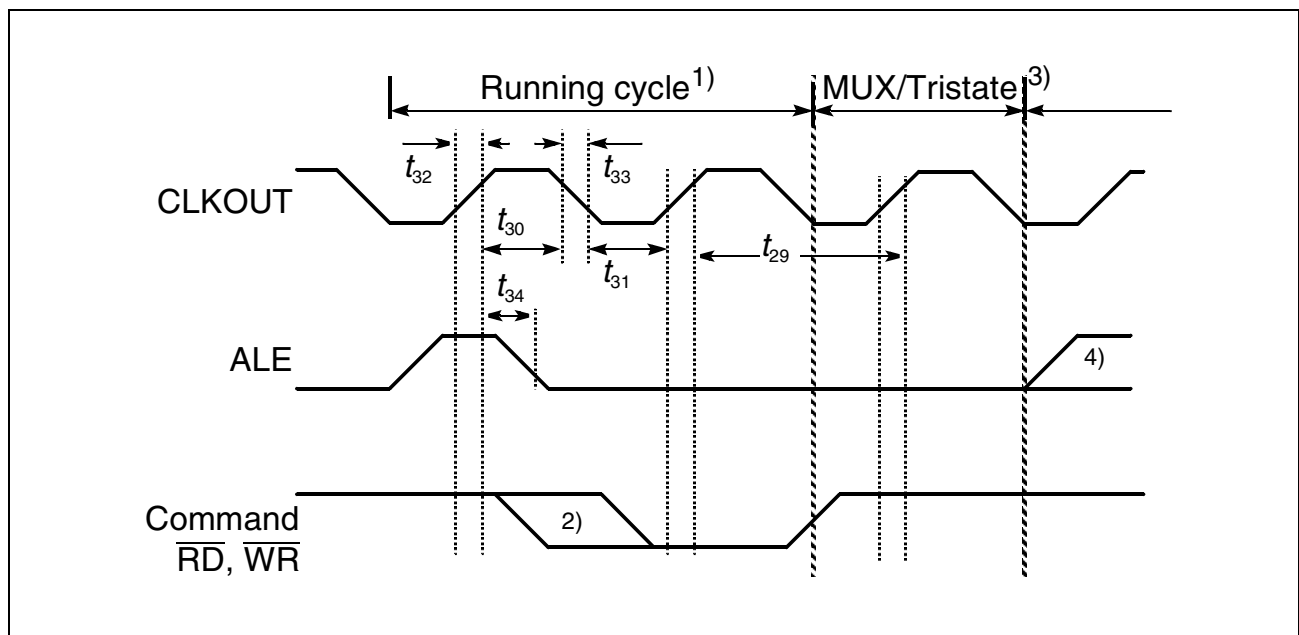 Running cycle1) MUX/Tristate 3)
t32 t33
CLKOUT
t30
t31 t29
t34
ALE 4)
Command 2)
RD, WR